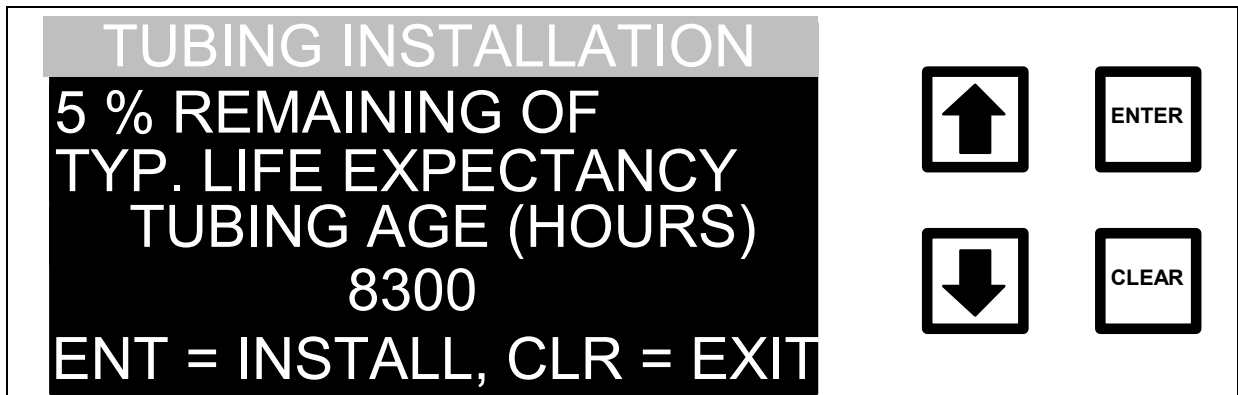 TUBING INSTALLATION
5 % REMAINING OF
TYP. LIFE EXPECTANCY
TUBING AGE (HOURS)
8300
ENT = INSTALL, CLR = EXIT
ENTER
CLEAR